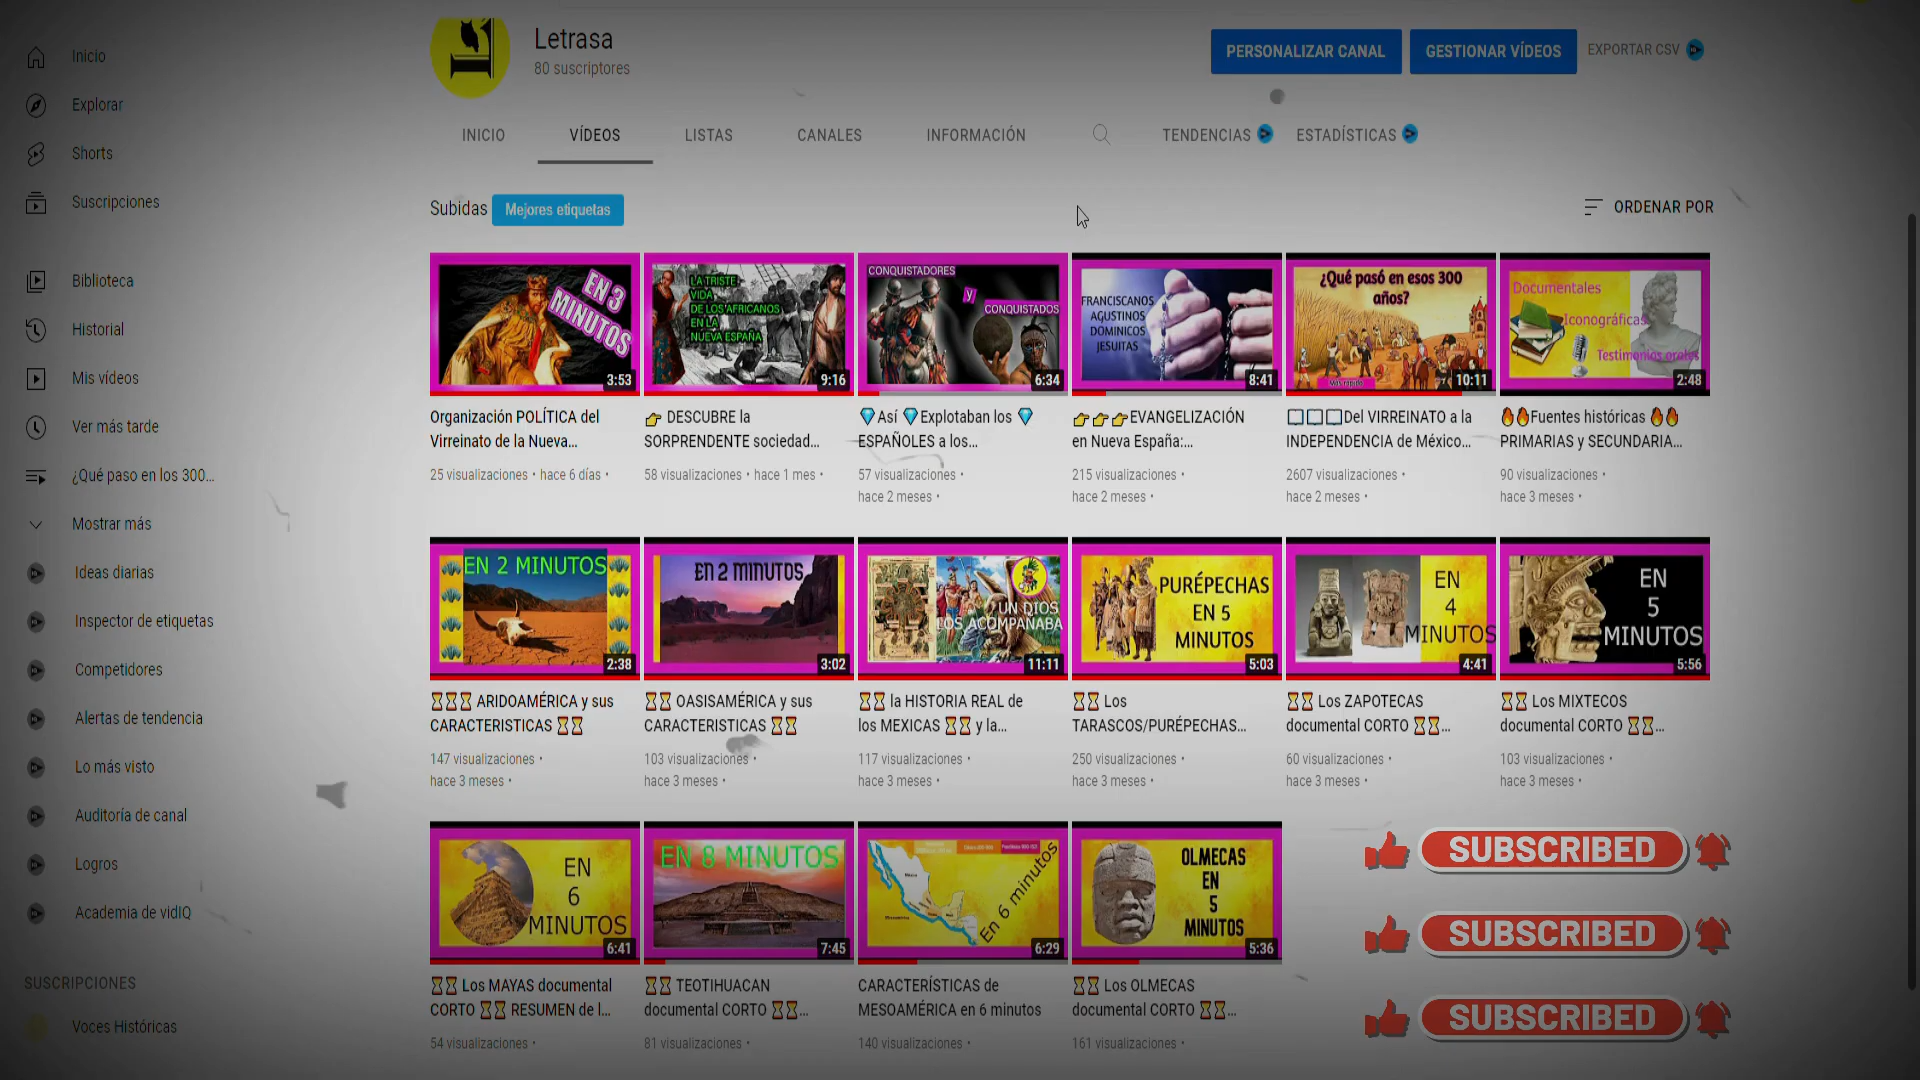 Letrasa
80 suscriptores
PERSONALIZAR CANAL
GESTIONAR VÍDEOS
EXPORTAR CSV
INICIO
VÍDEOS
LISTAS
CANALES
INFORMACIÓN
TENDENCIAS
ESTADÍSTICAS
Inicio
Explorar
Shorts
Suscripciones
Biblioteca
Historial
Mis vídeos
Ver más tarde
¿Qué paso en los 300...
Mostrar más
Ideas diarias
Inspector de etiquetas
Competidores
Alertas de tendencia
Lo más visto
Auditoría de canal
Logros
Academia de vidIQ
SUSCRIPCIONES
Voces Históricas
Subidas
Mejores etiquetas
ORDENAR POR
EN 3
MINUTOS
3:53
Organización POLÍTICA del
Virreinato de la Nueva...
25 visualizaciones • hace 6 días •
LA TRISTE
VIDA
DE LOS AFRICANOS
EN LA
NUEVA ESPAÑA
9:16
👉 DESCUBRE la
SORPRENDENTE sociedad...
58 visualizaciones • hace 1 mes •
CONQUISTADORES
Y
CONQUISTADOS
6:34
💎Así 💎Explotaban los 💎
ESPAÑOLES a los...
57 visualizaciones •
hace 2 meses •
FRANCISCANOS
AGUSTINOS
DOMINICOS
JESUITAS
8:41
👉👉👉EVANGELIZACIÓN
en Nueva España:...
215 visualizaciones •
hace 2 meses •
¿Qué pasó en esos 300
años?
10:11
Del VIRREINATO a la
INDEPENDENCIA de México...
2607 visualizaciones •
hace 2 meses •
Documentales
Iconográficas
Testimonios orales
2:48
🔥🔥Fuentes históricas 🔥🔥
PRIMARIAS y SECUNDARIA...
90 visualizaciones •
hace 3 meses •
EN 2 MINUTOS
2:38
⏳⏳⏳ ARIDOAMÉRICA y sus
CARACTERISTICAS ⏳⏳
147 visualizaciones •
hace 3 meses •
EN 2 MINUTOS
3:02
⏳⏳ OASISAMÉRICA y sus
CARACTERISTICAS ⏳⏳
103 visualizaciones •
hace 3 meses •
UN DIOS
LOS ACOMPAÑABA
11:11
⏳⏳ la HISTORIA REAL de
los MEXICAS ⏳⏳ y la...
117 visualizaciones •
hace 3 meses •
PURÉPECHAS
EN 5
MINUTOS
5:03
⏳⏳ Los
TARASCOS/PURÉPECHAS...
250 visualizaciones •
hace 3 meses •
EN
4
MINUTOS
4:41
⏳⏳ Los ZAPOTECAS
documental CORTO ⏳⏳...
60 visualizaciones •
hace 3 meses •
EN
5
MINUTOS
5:56
⏳⏳ Los MIXTECOS
documental CORTO ⏳⏳...
103 visualizaciones •
hace 3 meses •
EN
6
MINUTOS
6:41
⏳⏳ Los MAYAS documental
CORTO ⏳⏳ RESUMEN de l...
54 visualizaciones •
EN 8 MINUTOS
7:45
⏳⏳ TEOTIHUACAN
documental CORTO ⏳⏳...
81 visualizaciones •
En 6 minutos
6:29
CARACTERÍSTICAS de
MESOAMÉRICA en 6 minutos
140 visualizaciones •
OLMECAS
EN
5
MINUTOS
5:36
⏳⏳ Los OLMECAS
documental CORTO ⏳⏳...
161 visualizaciones •
SUBSCRIBED
SUBSCRIBED
SUBSCRIBED